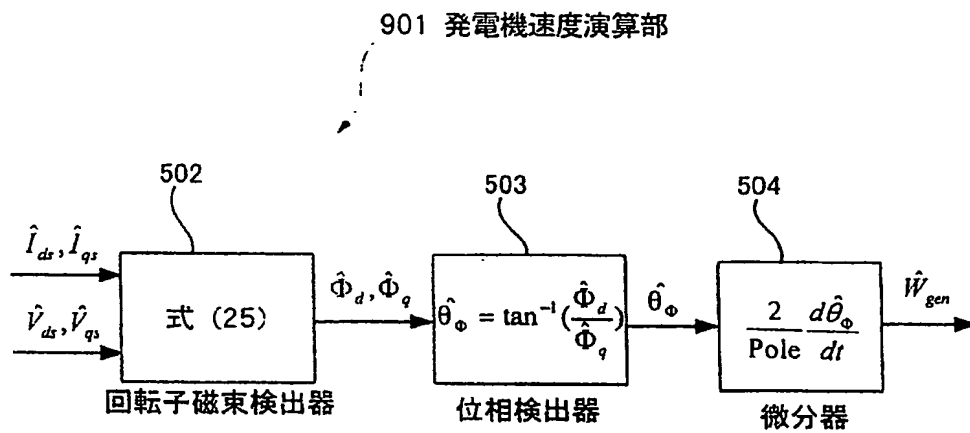 901 発電機速度演算部
502
503
504
Î_ds, Î_qs
V̂_ds, V̂_qs
式 (25)
Φ̂_d, Φ̂_q
θ̂_Φ = tan⁻¹(Φ̂_d / Φ̂_q)
θ̂_Φ
2/Pole dθ̂_Φ/dt
Ŵ_gen
回転子磁束検出器
位相検出器
微分器